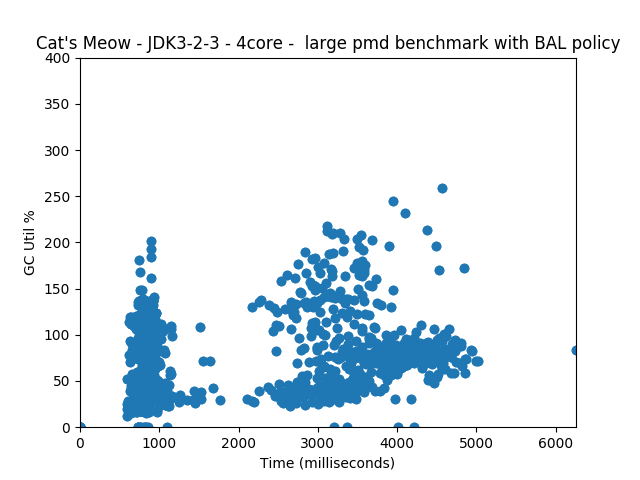 Cat's Meow - JDK3-2-3 - 4core -  large pmd benchmark with BAL policy
400
350
300
250
200
150
100
50
0
GC Util %
0 1000 2000 3000 4000 5000 6000
Time (milliseconds)